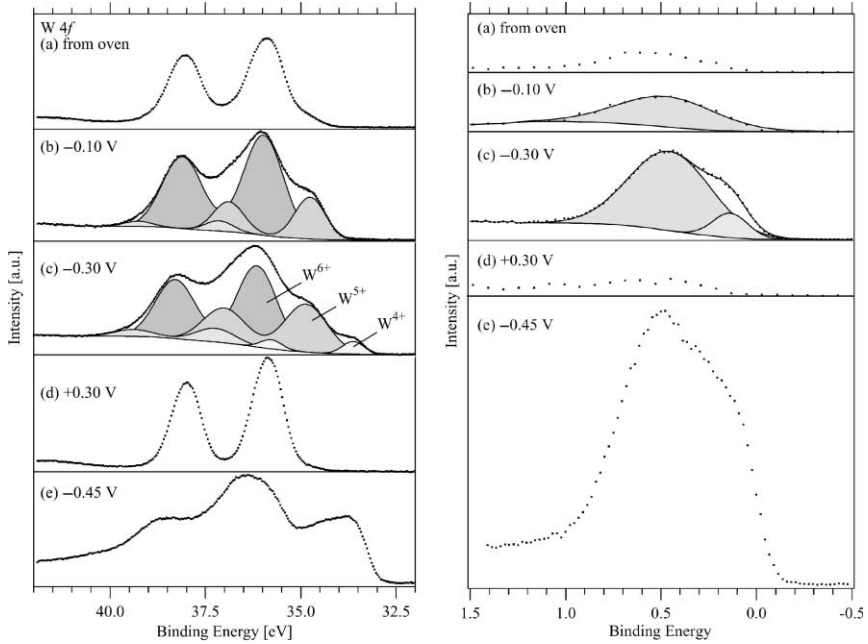 W 4f
(a) from oven
(b) −0.10 V
(c) −0.30 V
W6+
W5+
W4+
(d) +0.30 V
(e) −0.45 V
Intensity [a.u.]
40.0 37.5 35.0 32.5
Binding Energy [eV]
(a) from oven
(b) −0.10 V
(c) −0.30 V
(d) +0.30 V
(e) −0.45 V
Intensity [a.u.]
1.5 1.0 0.5 0.0 -0.5
Binding Energy